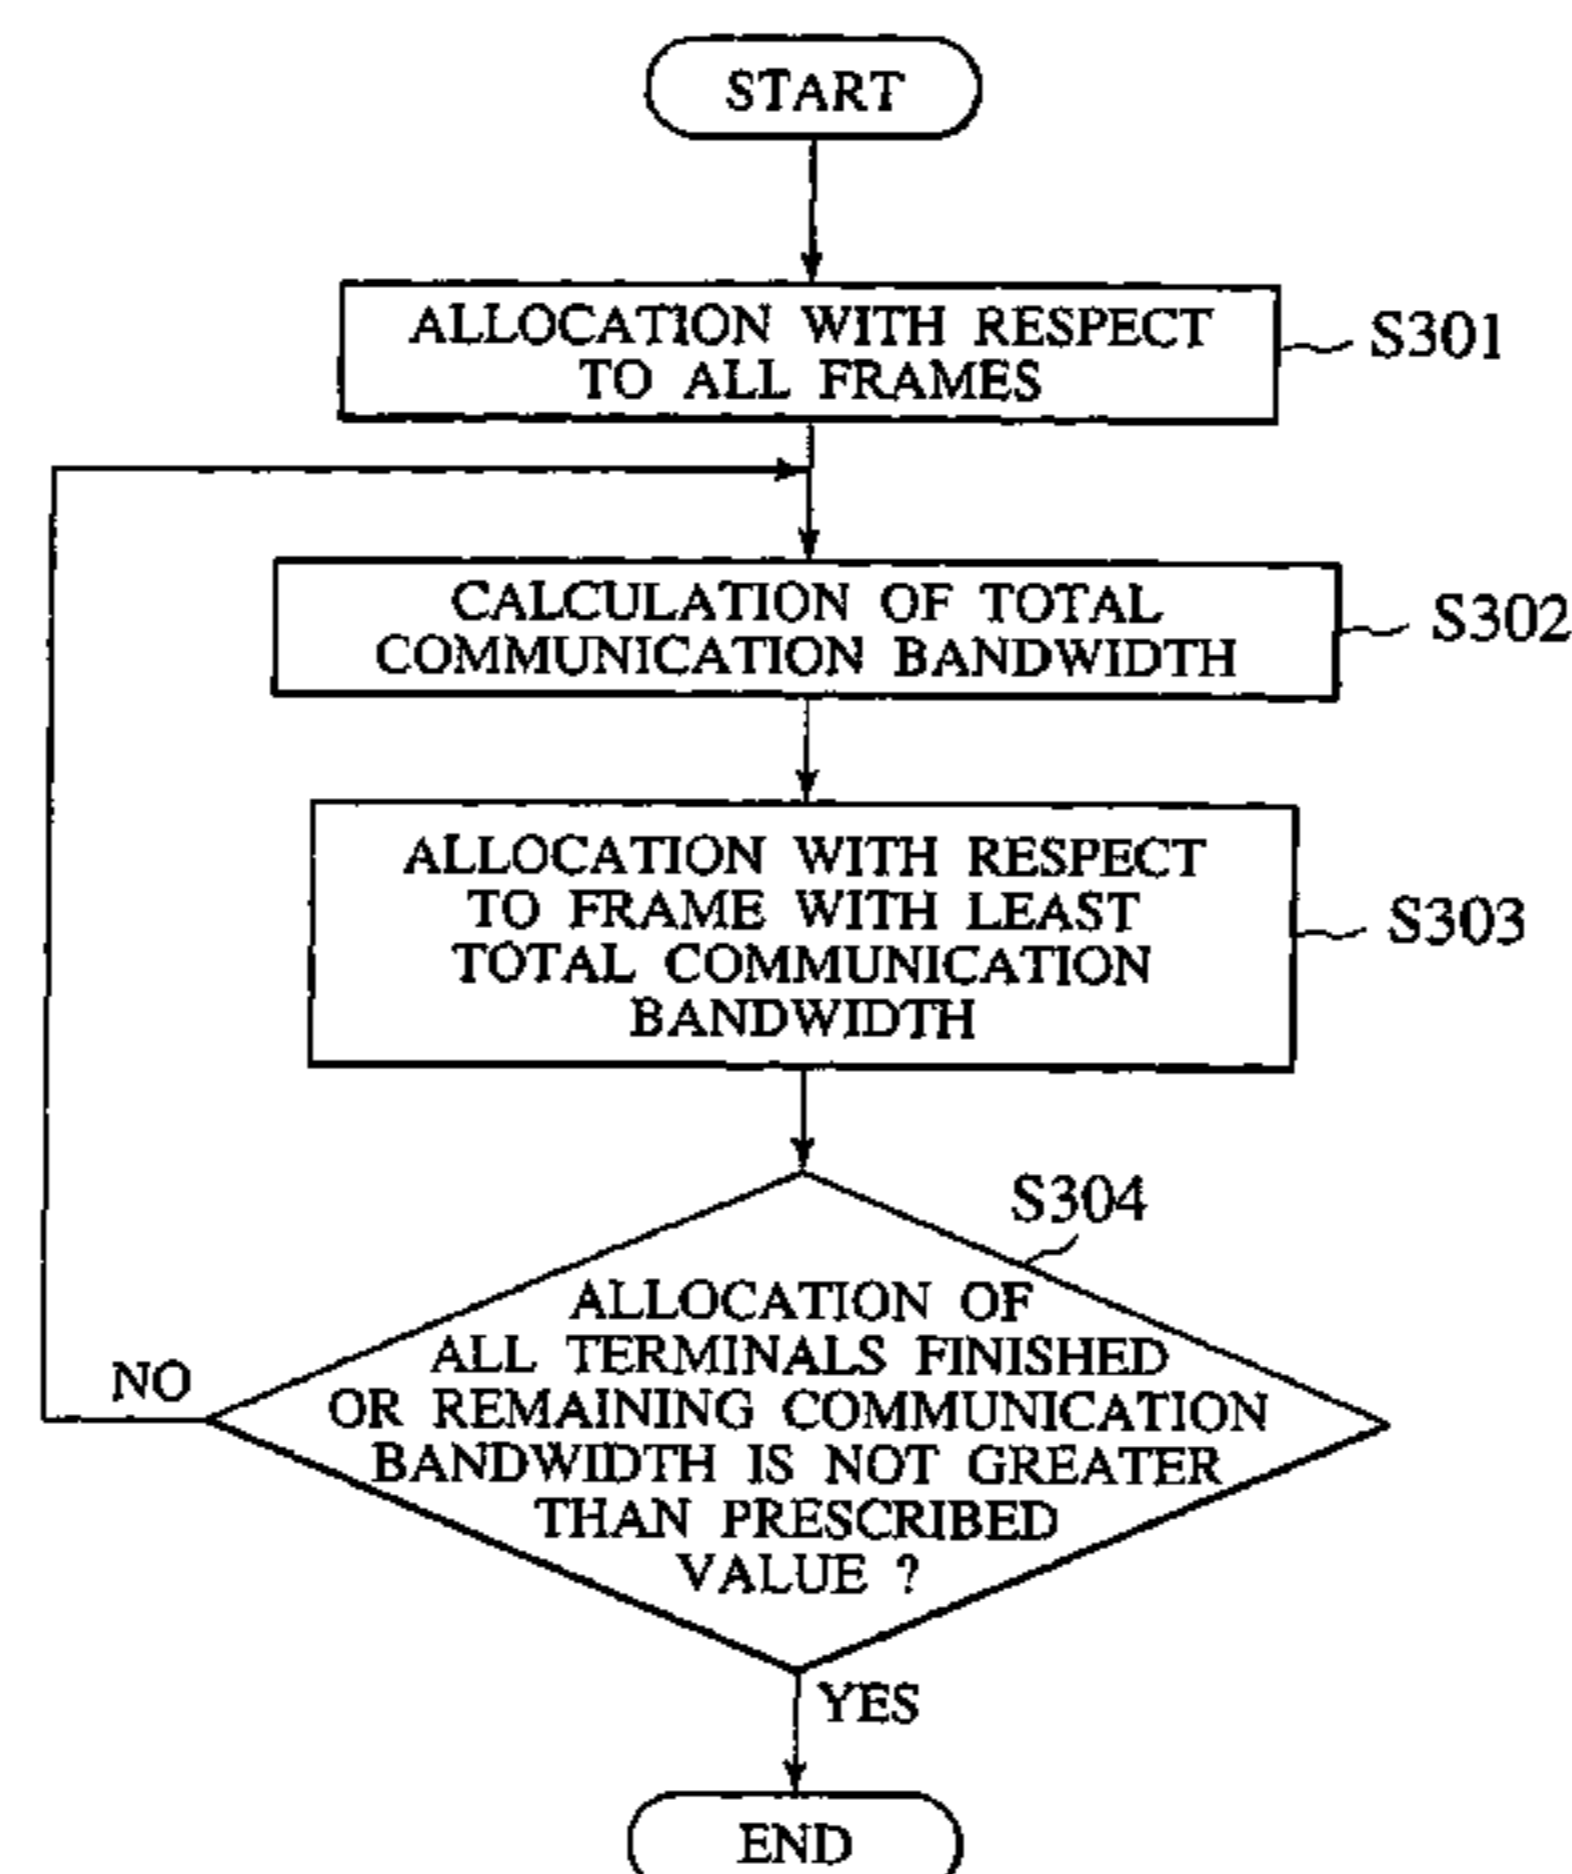 START
ALLOCATION WITH RESPECT
TO ALL FRAMES
S301
CALCULATION OF TOTAL
COMMUNICATION BANDWIDTH
S302
ALLOCATION WITH RESPECT
TO FRAME WITH LEAST
TOTAL COMMUNICATION
BANDWIDTH
S303
S304
ALLOCATION OF
ALL TERMINALS FINISHED
OR REMAINING COMMUNICATION
BANDWIDTH IS NOT GREATER
THAN PRESCRIBED
VALUE ?
NO
YES
END